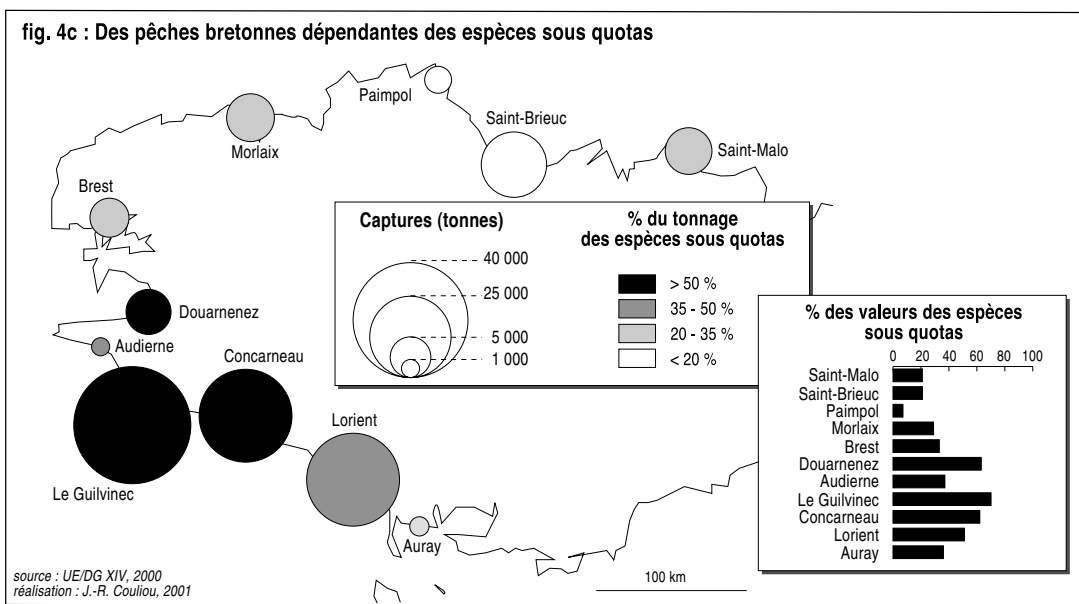 fig. 4c : Des pêches bretonnes dépendantes des espèces sous quotas
Paimpol
Morlaix
Saint-Brieuc
Saint-Malo
Brest
Douarnenez
Audierne
Concarneau
Le Guilvinec
Lorient
Auray
Captures (tonnes)
40 000
25 000
5 000
1 000
% du tonnage
des espèces sous quotas
> 50 %
35 - 50 %
20 - 35 %
< 20 %
% des valeurs des espèces
sous quotas
0 20 40 60 80 100
Saint-Malo
Saint-Brieuc
Paimpol
Morlaix
Brest
Douarnenez
Audierne
Le Guilvinec
Concarneau
Lorient
Auray
100 km
source : UE/DG XIV, 2000
réalisation : J.-R. Couliou, 2001